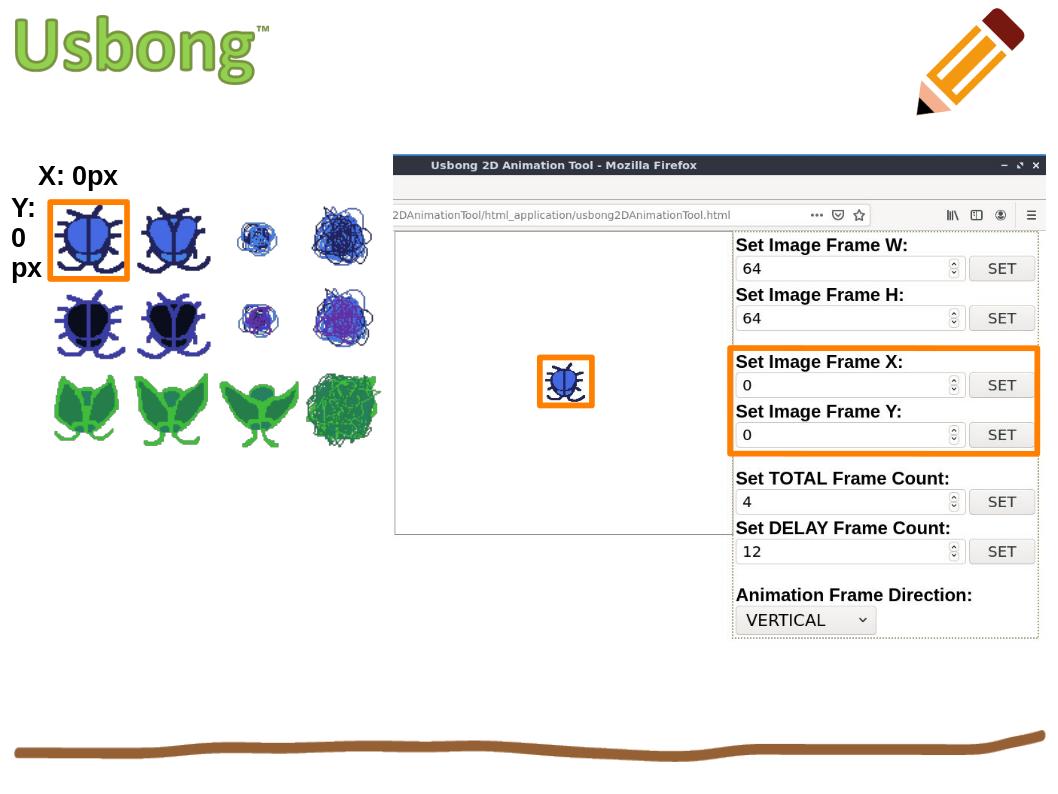 Usbong™
X: 0px
Y:
0
px
Usbong 2D Animation Tool - Mozilla Firefox
2DAnimationTool/html_application/usbong2DAnimationTool.html
Set Image Frame W:
64 SET
Set Image Frame H:
64 SET
Set Image Frame X:
0 SET
Set Image Frame Y:
0 SET
Set TOTAL Frame Count:
4 SET
Set DELAY Frame Count:
12 SET
Animation Frame Direction:
VERTICAL